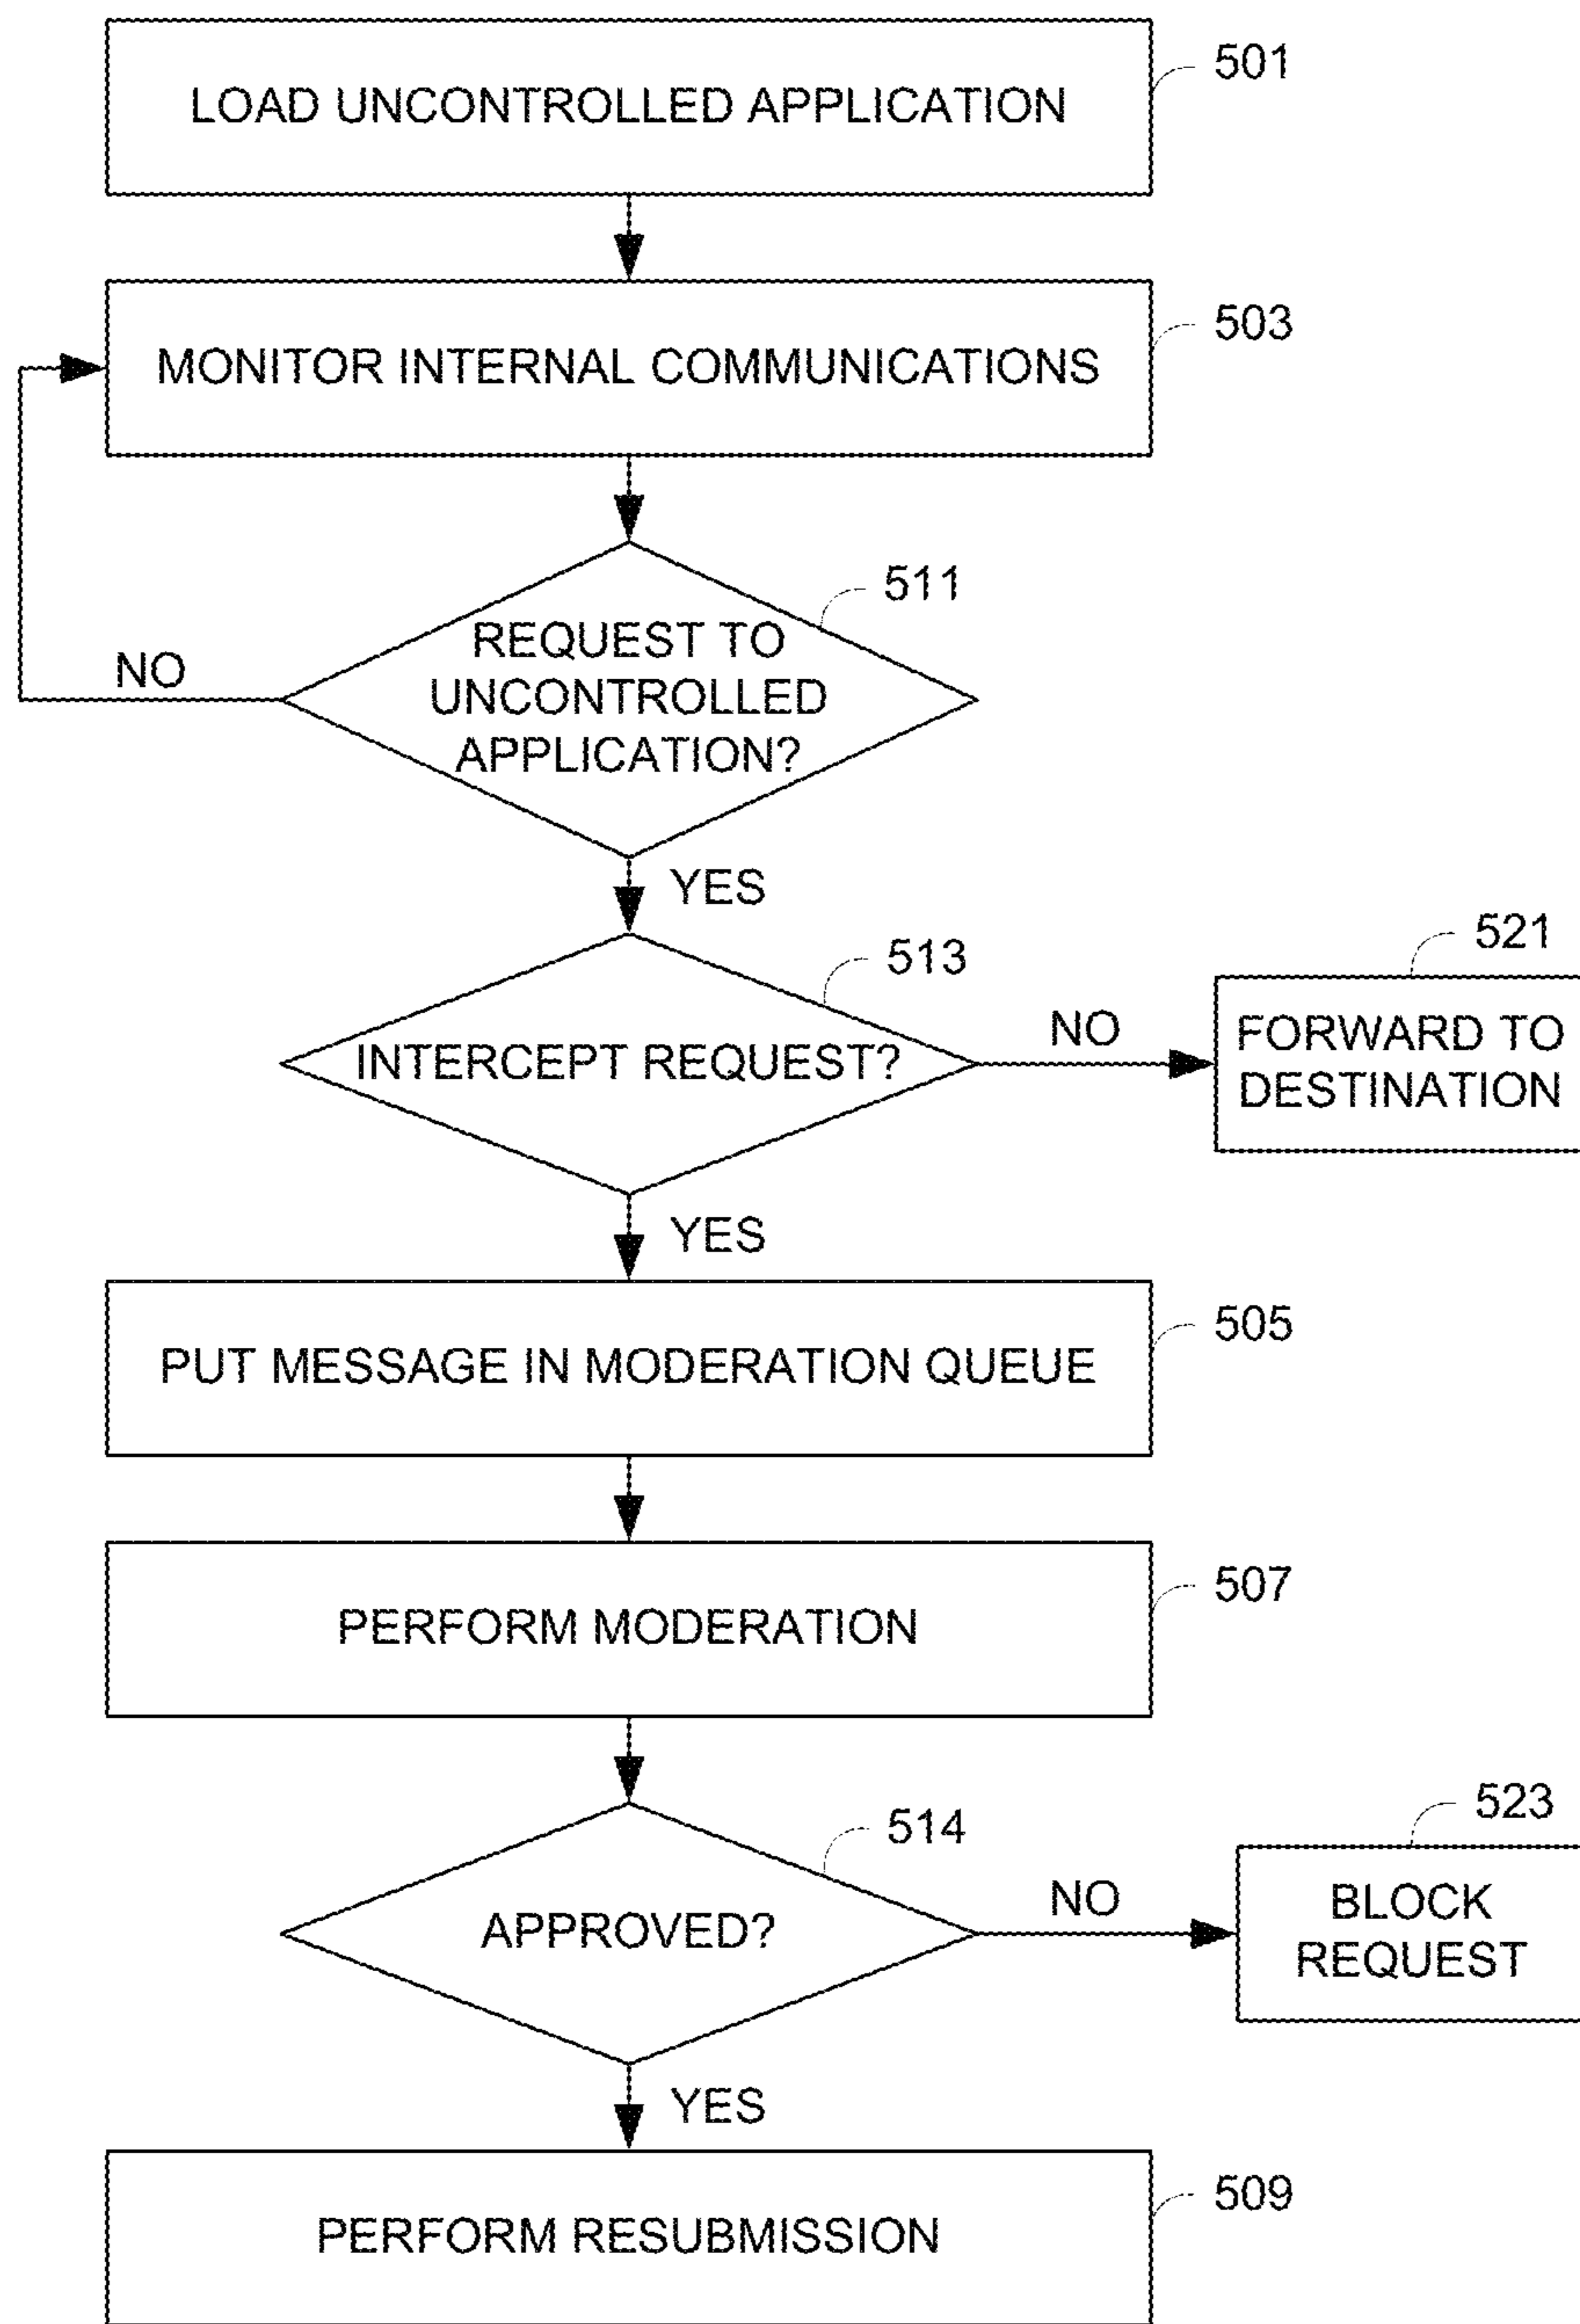 LOAD UNCONTROLLED APPLICATION
501
MONITOR INTERNAL COMMUNICATIONS
503
REQUEST TO
UNCONTROLLED
APPLICATION?
511
NO
YES
INTERCEPT REQUEST?
513
NO
FORWARD TO
DESTINATION
521
YES
PUT MESSAGE IN MODERATION QUEUE
505
PERFORM MODERATION
507
APPROVED?
514
NO
BLOCK
REQUEST
523
YES
PERFORM RESUBMISSION
509